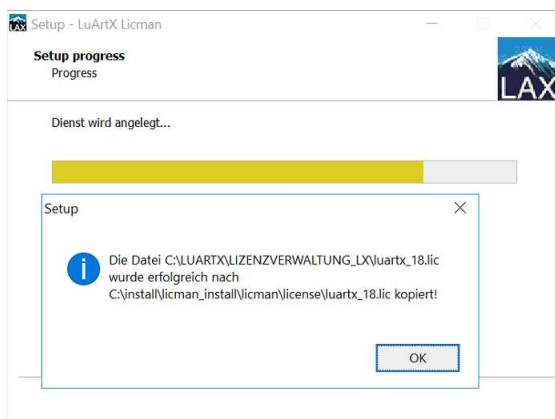 LAX Setup - LuArtX Licman
Setup progress
Progress
LAX
Dienst wird angelegt...
Setup
Die Datei C:\LUARTX\LIZENZVERWALTUNG_LX\luartx_18.lic
wurde erfolgreich nach
C:\install\licman_install\licman\license\luartx_18.lic kopiert!
OK